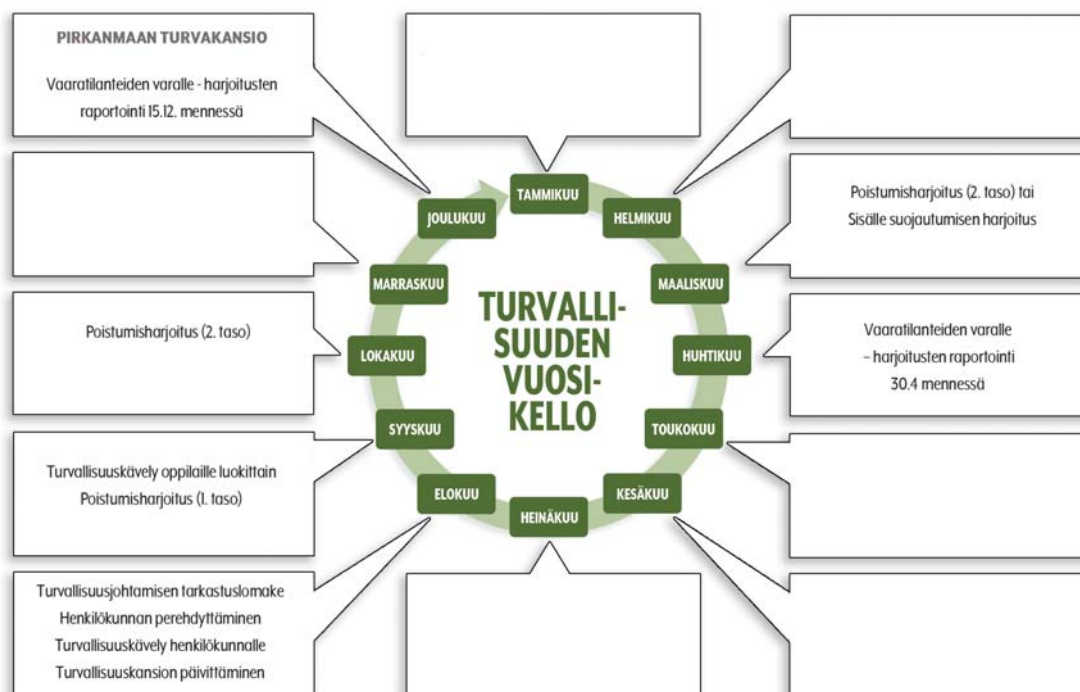 PIRKANMAAN TURVAKANSIO
Vaaratilanteiden varalle - harjoitusten
raportointi 15.12. mennessä
TAMMIKUU
JOULUKUU
HELMIKUU
Poistumisharjoitus (2. taso) tai
Sisälle suojautumisen harjoitus
MARRASKUU
MAALISKUU
TURVALLI-
SUUDEN
VUOSI-
KELLO
Poistumisharjoitus (2. taso)
LOKAKUU
HUHTIKUU
Vaaratilanteiden varalle
– harjoitusten raportointi
30.4 mennessä
SYYSKUU
TOUKOKUU
Turvallisuuskävely oppilaille luokittain
Poistumisharjoitus (1. taso)
ELOKUU
KESÄKUU
HEINÄKUU
Turvallisuusjohtamisen tarkastuslomake
Henkilökunnan perehdyttäminen
Turvallisuuskävely henkilökunnalle
Turvallisuuskansion päivittäminen